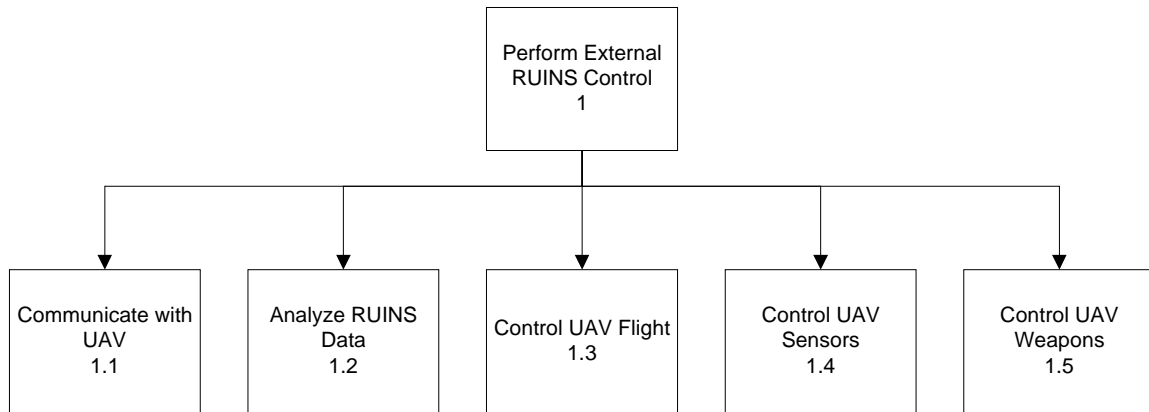 Perform External
RUINS Control
1
Communicate with
UAV
1.1
Analyze RUINS
Data
1.2
Control UAV Flight
1.3
Control UAV
Sensors
1.4
Control UAV
Weapons
1.5